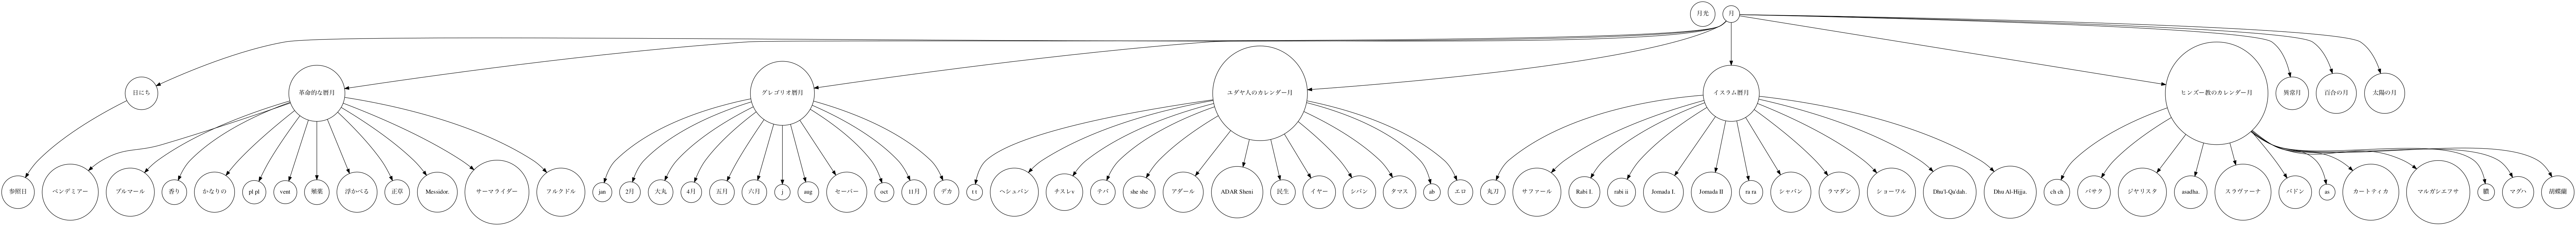 月光
月
日にち
革命的な暦月
グレゴリオ暦月
ユダヤ人のカレンダー月
イスラム暦月
ヒンズー教のカレンダー月
異常月
百合の月
太陽の月
参照日
ベンデミアー
ブルマール
香り
かなりの
pl pl
vent
殖葉
浮かべる
正草
Messidor.
サーマライダー
フルクドル
jan
2月
大丸
4月
五月
六月
j
aug
セーバー
oct
11月
デカ
t t
ヘシュバン
チスレv
テバ
she she
アダール
ADAR Sheni
民生
イヤー
シバン
タマス
ab
エロ
丸刀
サファール
Rabi I.
rabi ii
Jomada I.
Jomada II
ra ra
シャバン
ラマダン
ショーワル
Dhu'l-Qa'dah.
Dhu Al-Hijja.
ch ch
バサク
ジヤリスタ
asadha.
スラヴァーナ
バドン
as
カートティカ
マルガシエフサ
膿
マグハ
胡蝶蘭